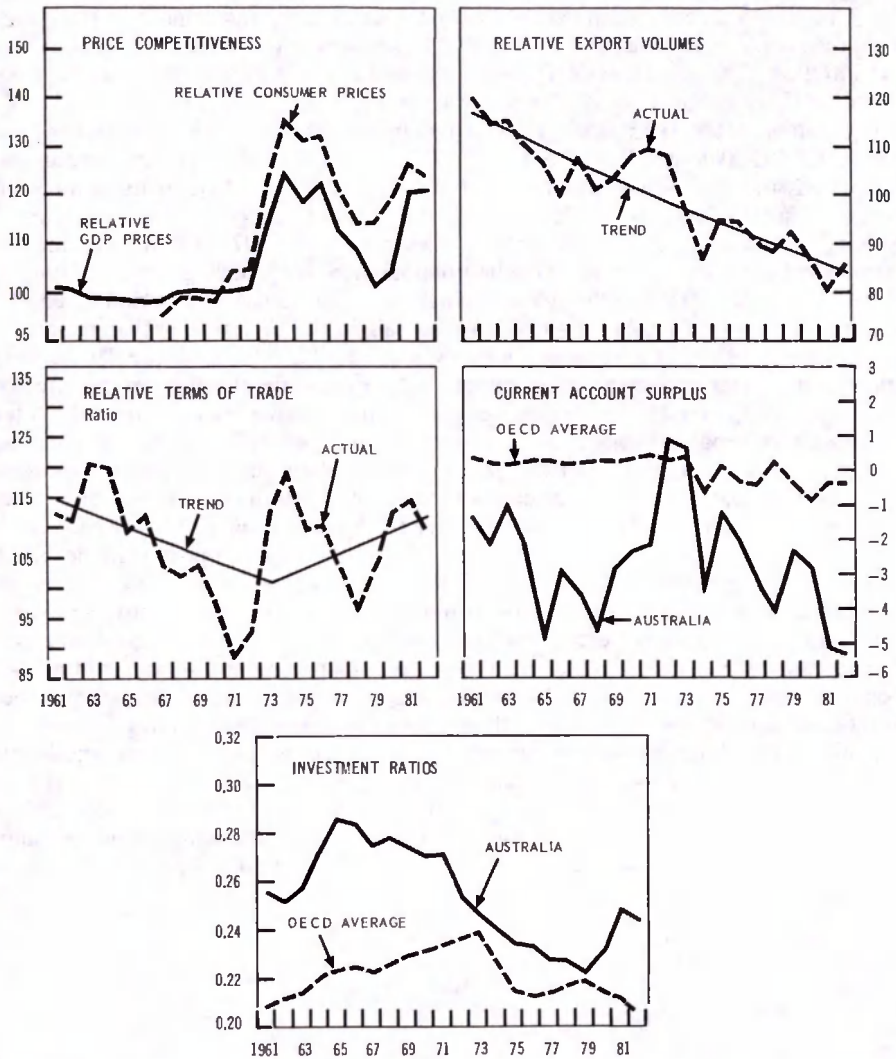 PRICE COMPETITIVENESS
150
140
130
120
110
100
95
RELATIVE CONSUMER PRICES
RELATIVE
GDP PRICES
RELATIVE EXPORT VOLUMES
130
120
110
100
90
80
70
ACTUAL
TREND
RELATIVE TERMS OF TRADE
Ratio
135
125
115
105
95
85
TREND
ACTUAL
1961 63 65 67 69 71 73 75 77 79 81
CURRENT ACCOUNT SURPLUS
3
2
1
0
-1
-2
-3
-4
-5
-6
OECD AVERAGE
AUSTRALIA
1961 63 65 67 69 71 73 75 77 79 81
INVESTMENT RATIOS
0,32
0,30
0,28
0,26
0,24
0,22
0,20
AUSTRALIA
OECD AVERAGE
1961 63 65 67 69 71 73 75 77 79 81